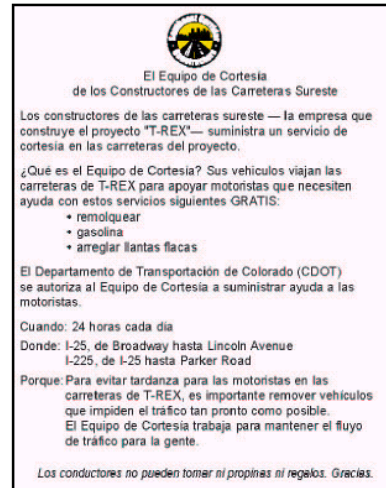 El Equipo de Cortesía
de los Constructores de las Carreteras Sureste
Los constructores de las carreteras sureste — la empresa que
construye el proyecto "T-REX"— suministra un servicio de
cortesía en las carreteras del proyecto.
¿Qué es el Equipo de Cortesía? Sus vehiculos viajan las
carreteras de T-REX para apoyar motoristas que necesiten
ayuda con estos servicios siguientes GRATIS:
• remolquear
• gasolina
• arreglar llantas flacas
El Departamento de Transportación de Colorado (CDOT)
se autoriza al Equipo de Cortesía a suministrar ayuda a las
motoristas.
Cuando: 24 horas cada día
Donde: I-25, de Broadway hasta Lincoln Avenue
I-225, de I-25 hasta Parker Road
Porque: Para evitar tardanza para las motoristas en las
carreteras de T-REX, es importante remover vehículos
que impiden el tráfico tan pronto como posible.
El Equipo de Cortesía trabaja para mantener el flujo
de tráfico para la gente.
Los conductores no pueden tomar ni propinas ni regalos. Gracias.